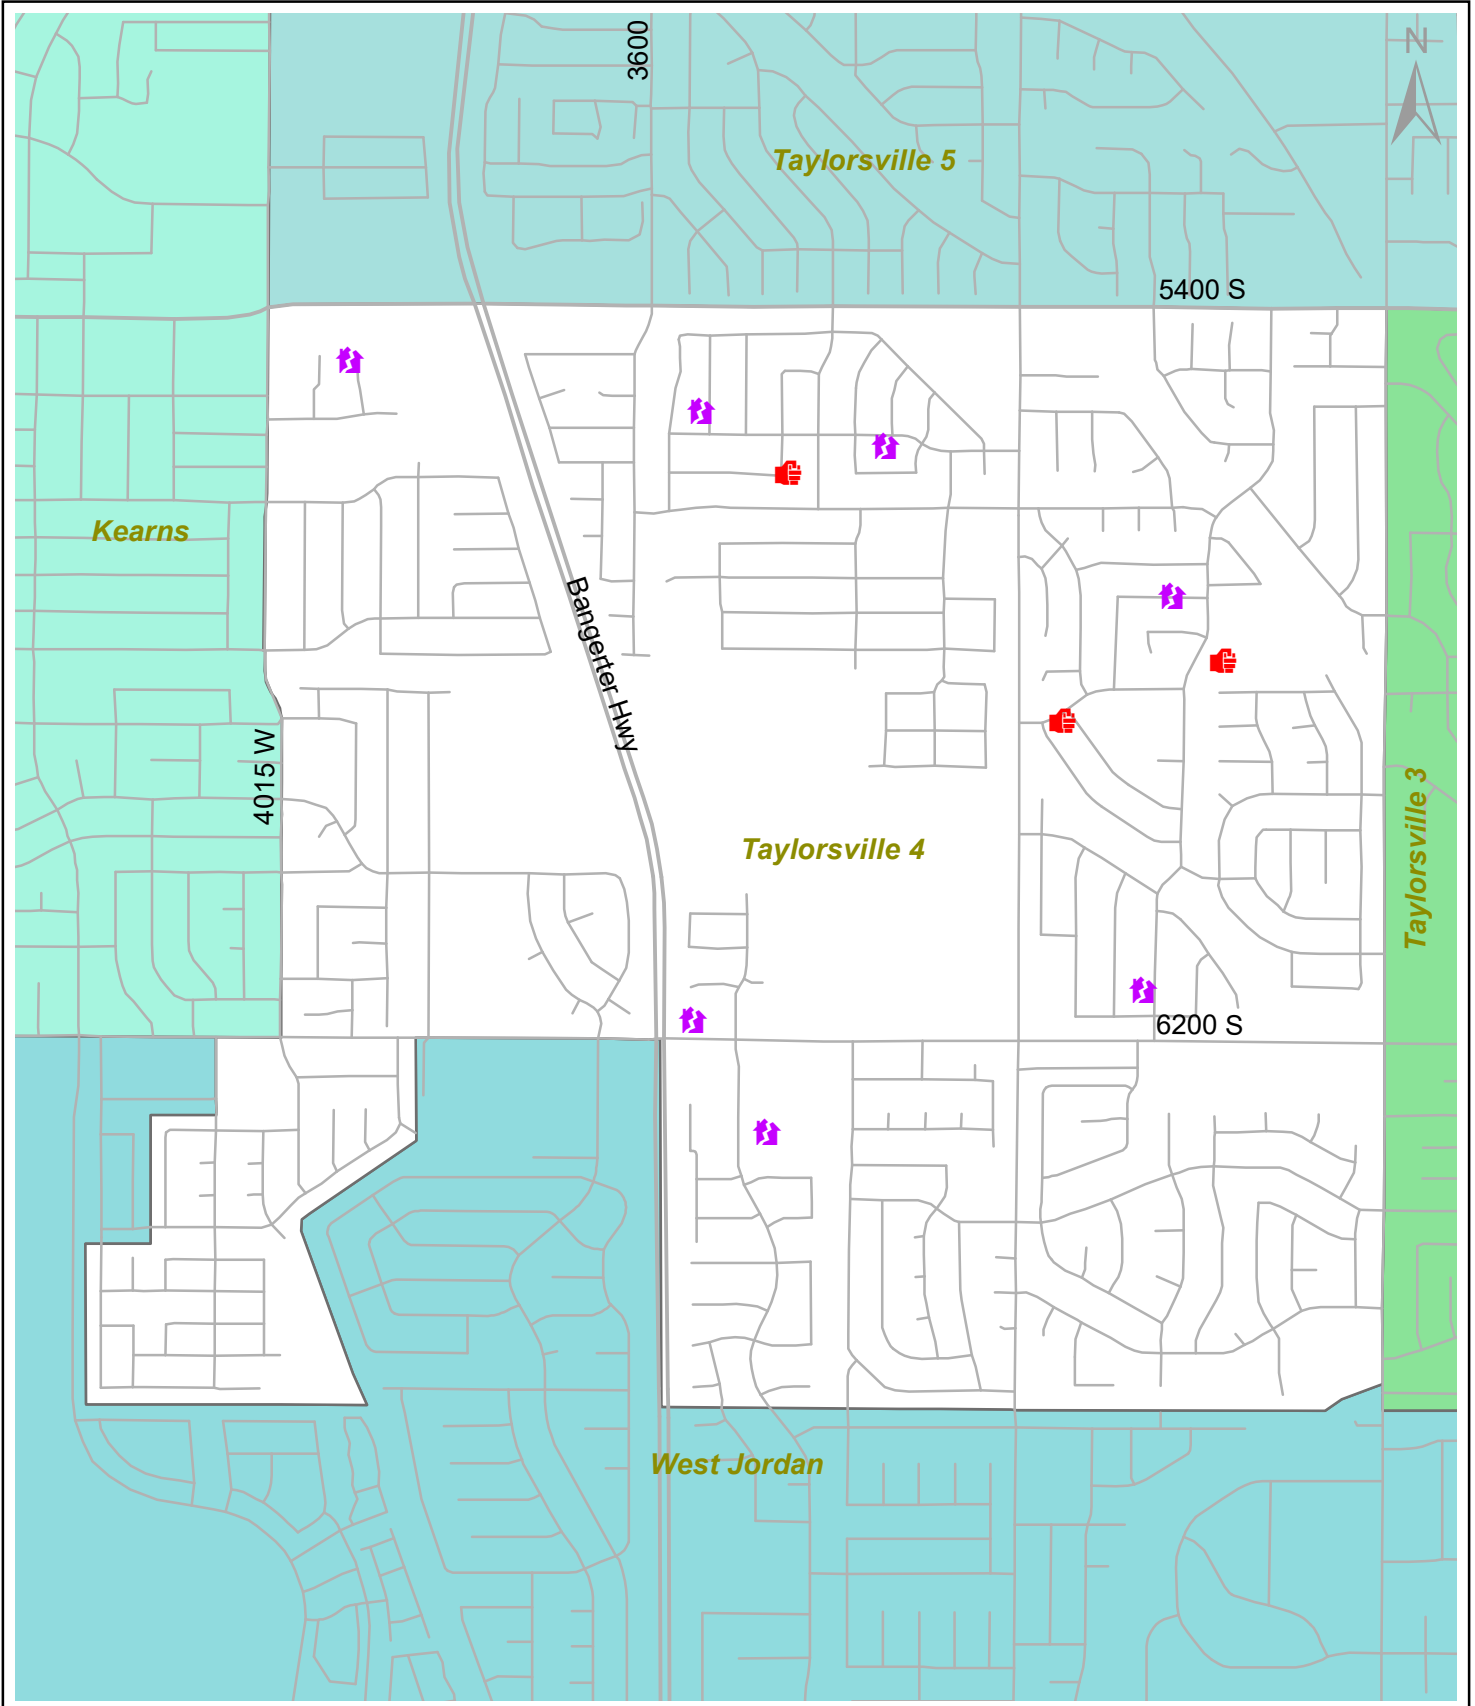 3600
N
Taylorsville 5
5400 S
Kearns
Bangerter Hwy
4015 W
Taylorsville 4
Taylorsville 3
6200 S
West Jordan